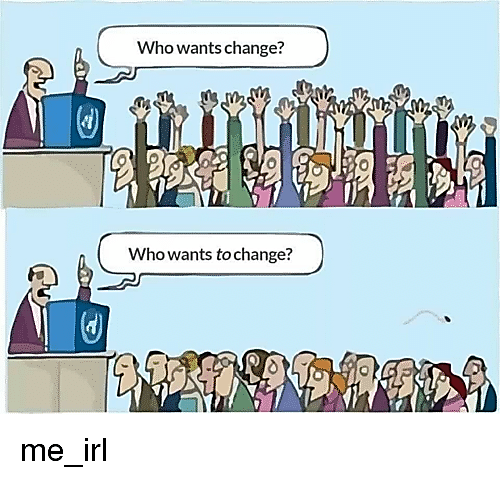 Who wants change?
Who wants to change?
me_irl